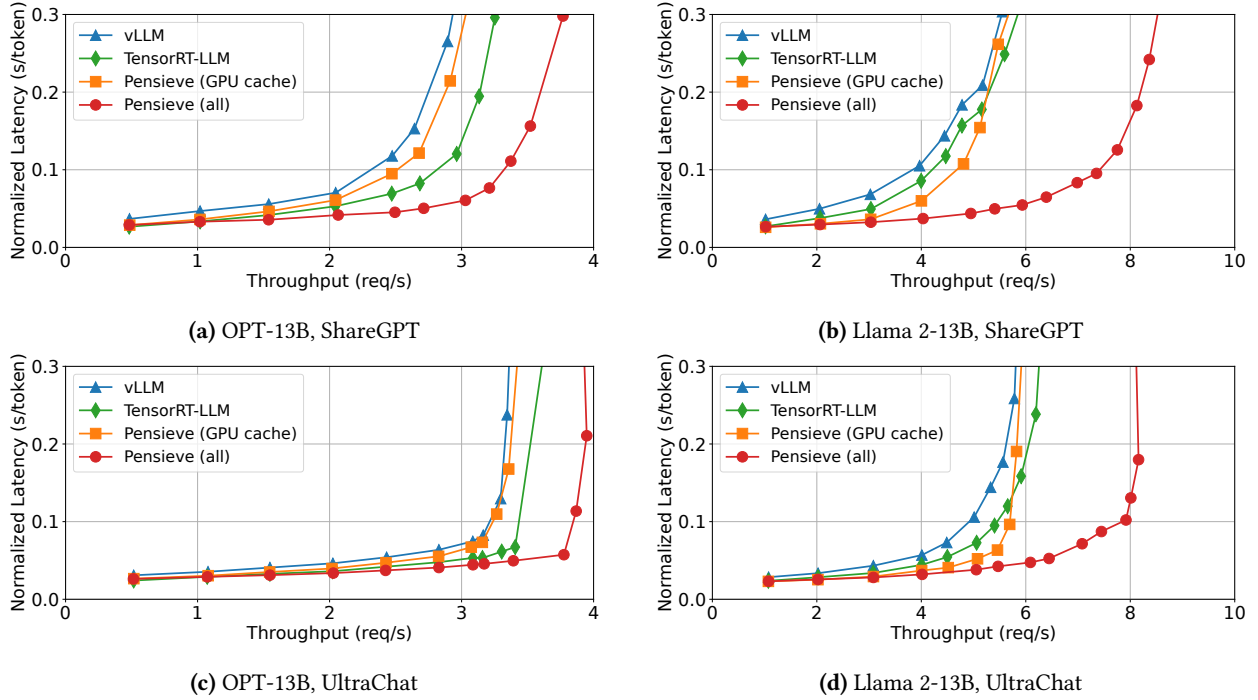 Normalized Latency (s/token)
0.3
0.2
0.1
0.0
vLLM
TensorRT-LLM
Pensieve (GPU cache)
Pensieve (all)
0 1 2 3 4
Throughput (req/s)
(a) OPT-13B, ShareGPT
Normalized Latency (s/token)
0.3
0.2
0.1
0.0
vLLM
TensorRT-LLM
Pensieve (GPU cache)
Pensieve (all)
0 2 4 6 8 10
Throughput (req/s)
(b) Llama 2-13B, ShareGPT
Normalized Latency (s/token)
0.3
0.2
0.1
0.0
vLLM
TensorRT-LLM
Pensieve (GPU cache)
Pensieve (all)
0 1 2 3 4
Throughput (req/s)
(c) OPT-13B, UltraChat
Normalized Latency (s/token)
0.3
0.2
0.1
0.0
vLLM
TensorRT-LLM
Pensieve (GPU cache)
Pensieve (all)
0 2 4 6 8 10
Throughput (req/s)
(d) Llama 2-13B, UltraChat